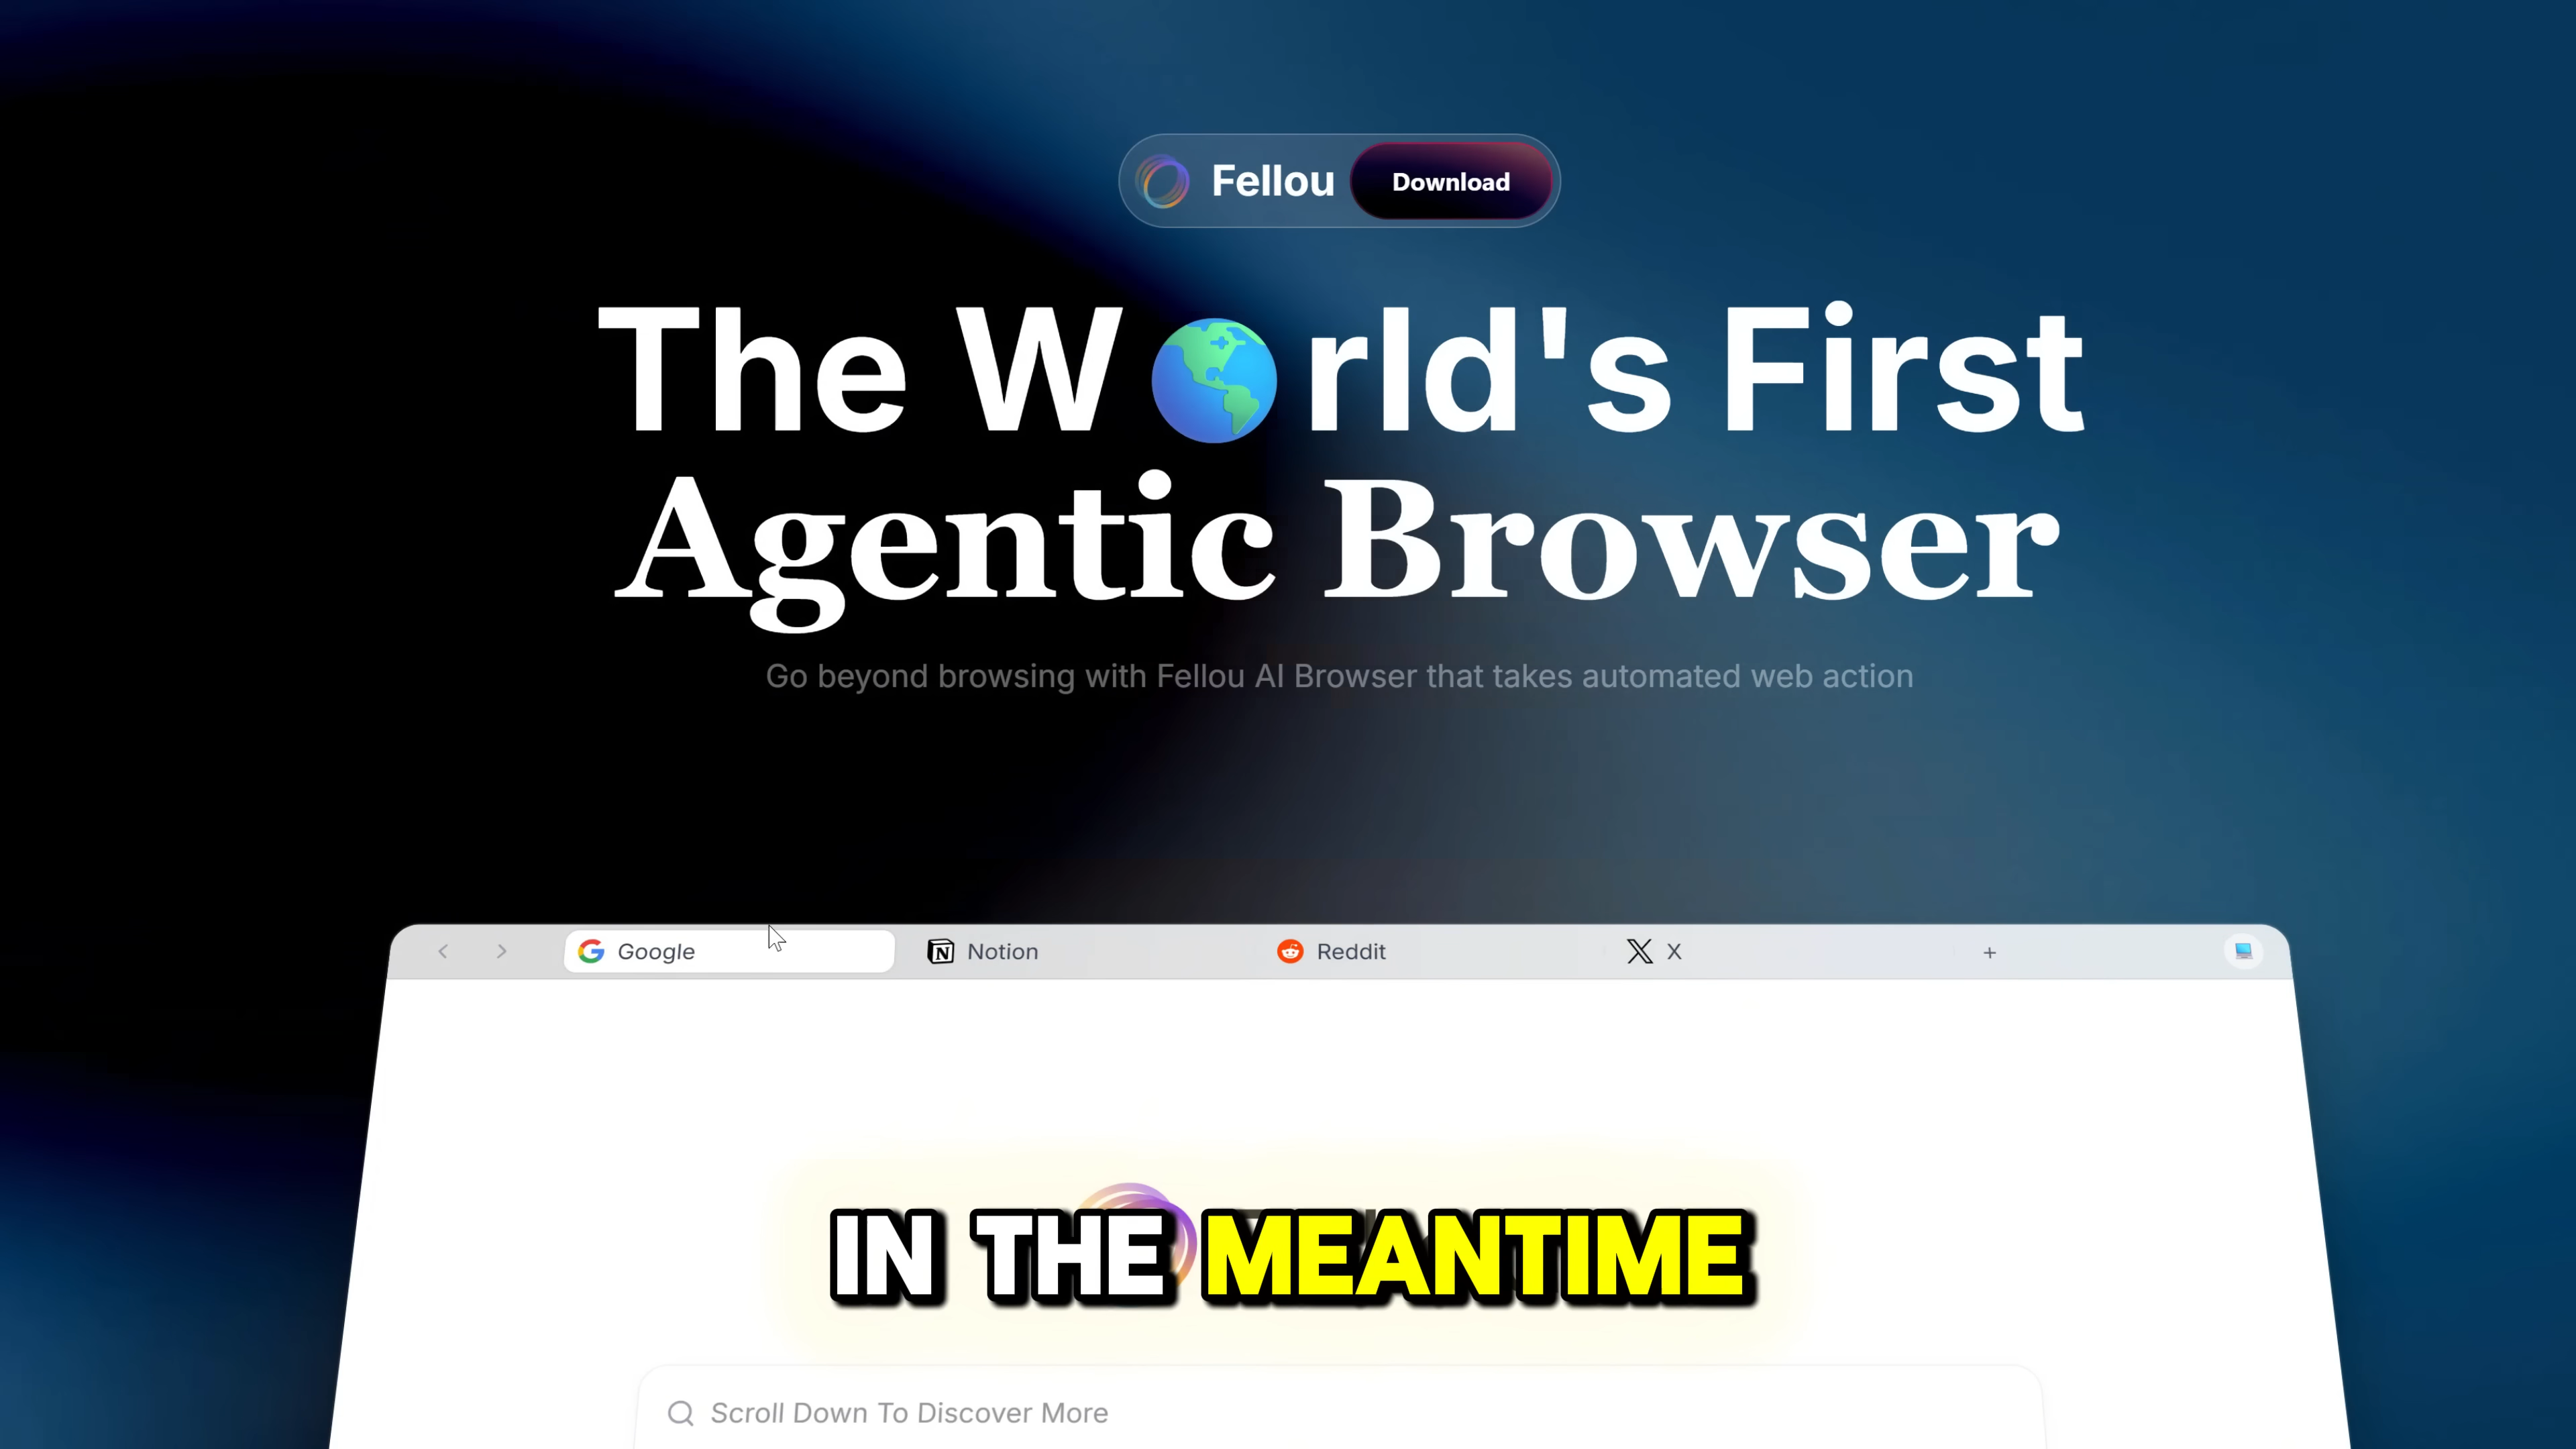 Fellou Download
The World's First
Agentic Browser
Go beyond browsing with Fellou AI Browser that takes automated web action
Google Notion Reddit X
IN THE MEANTIME
Scroll Down To Discover More